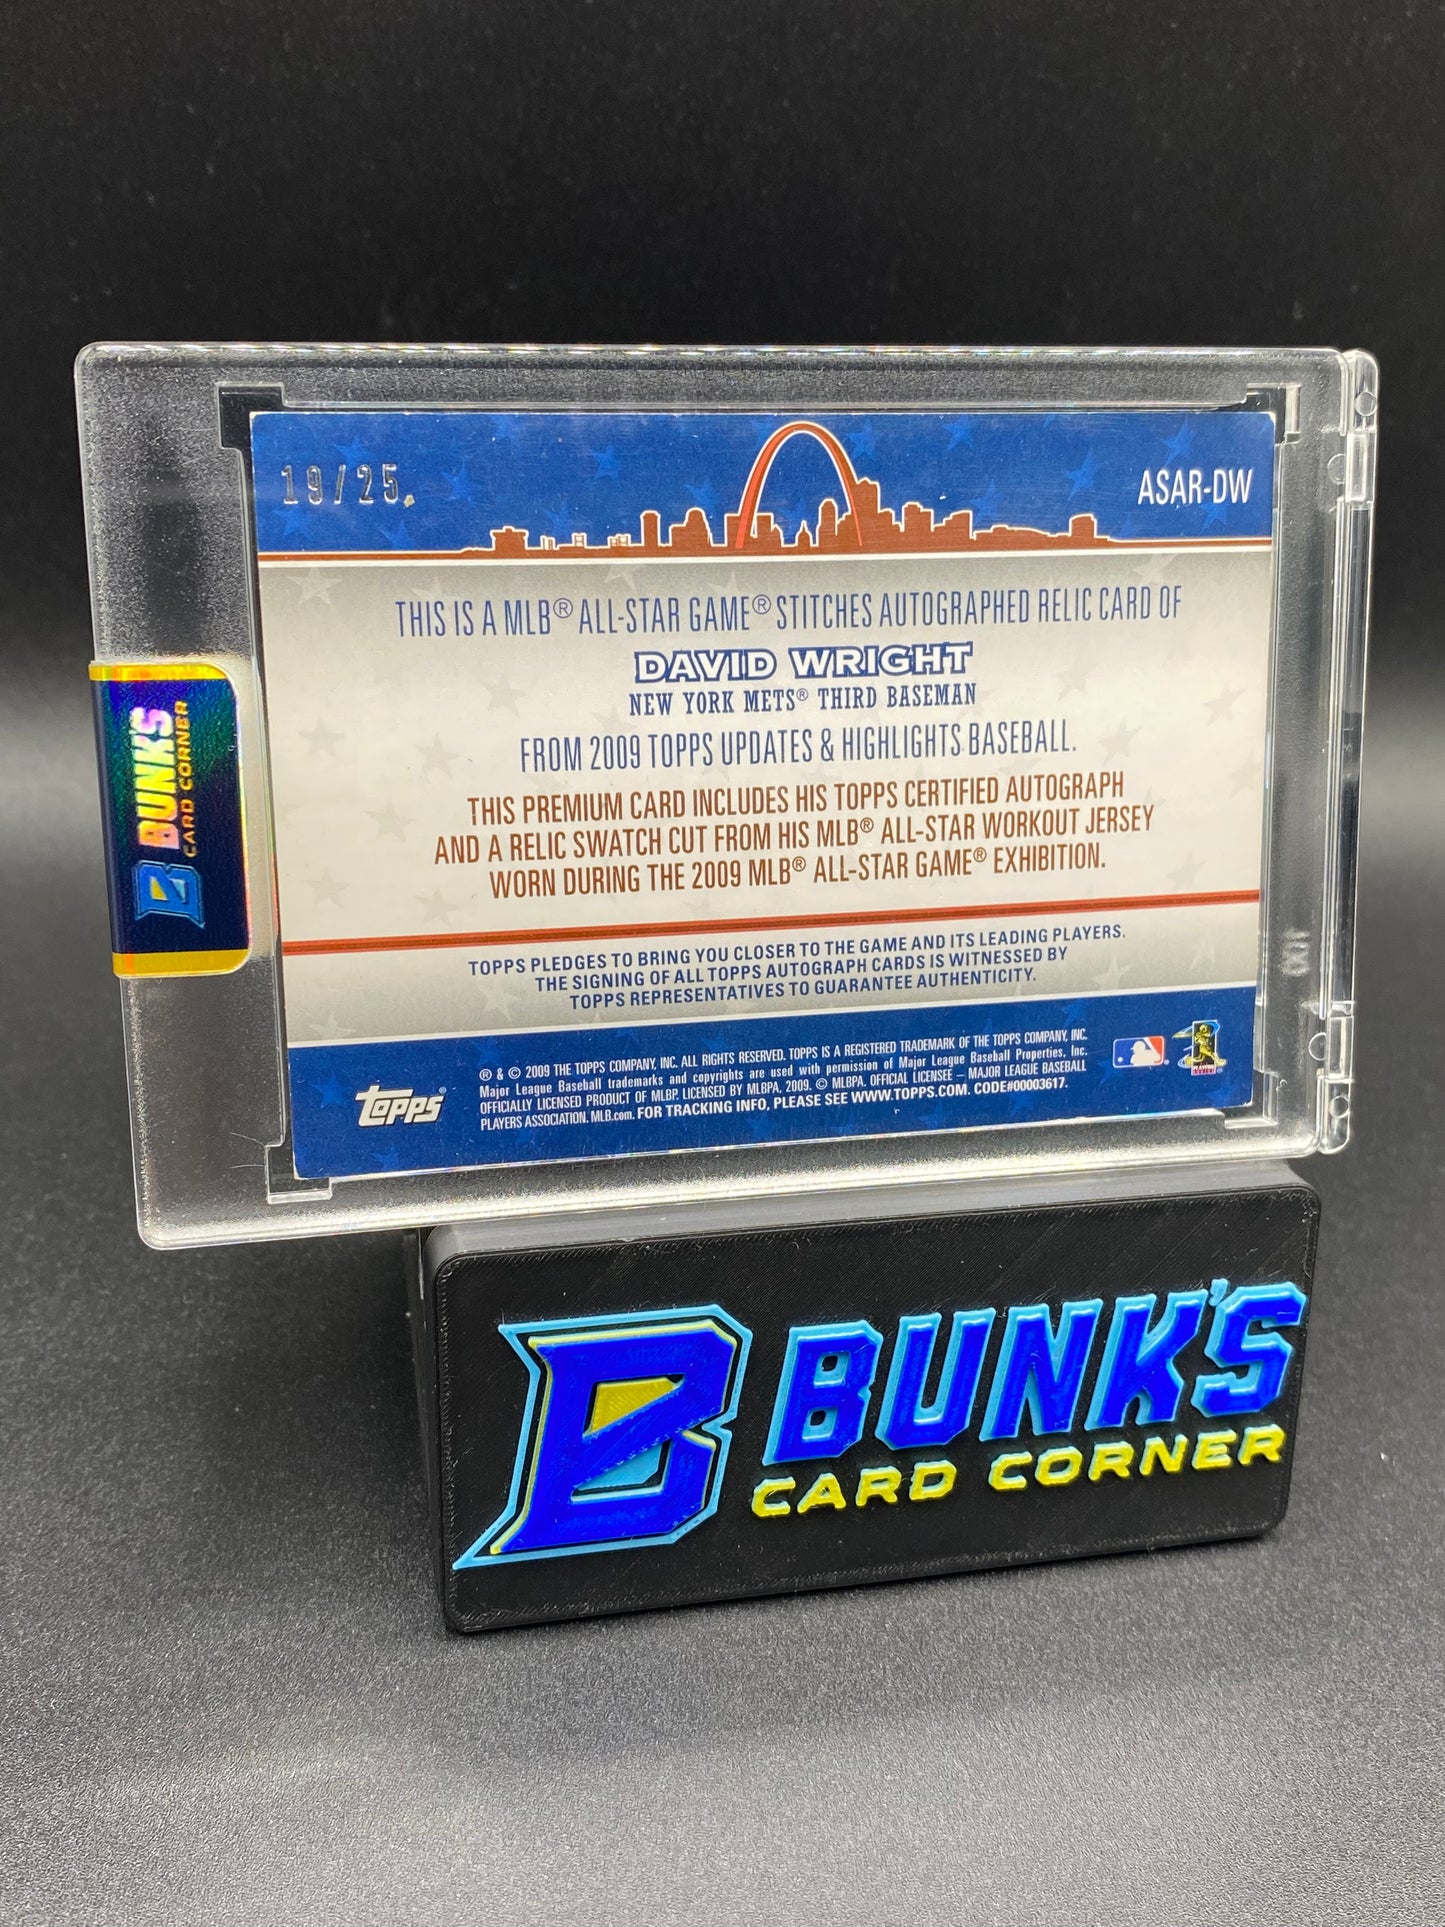 19/25
ASAR-DW
THIS IS A MLB® ALL-STAR GAME® STITCHES AUTOGRAPHED RELIC CARD OF
DAVID WRIGHT
NEW YORK METS® THIRD BASEMAN
FROM 2009 TOPPS UPDATES & HIGHLIGHTS BASEBALL.
THIS PREMIUM CARD INCLUDES HIS TOPPS CERTIFIED AUTOGRAPH
AND A RELIC SWATCH CUT FROM HIS MLB® ALL-STAR WORKOUT JERSEY
WORN DURING THE 2009 MLB® ALL-STAR GAME® EXHIBITION.
TOPPS PLEDGES TO BRING YOU CLOSER TO THE GAME AND ITS LEADING PLAYERS.
THE SIGNING OF ALL TOPPS AUTOGRAPH CARDS IS WITNESSED BY
TOPPS REPRESENTATIVES TO GUARANTEE AUTHENTICITY.
topps®
® & © 2009 THE TOPPS COMPANY, INC. ALL RIGHTS RESERVED. TOPPS IS A REGISTERED TRADEMARK OF THE TOPPS COMPANY, INC.
Major League Baseball trademarks and copyrights are used with permission of Major League Baseball Properties, Inc.
OFFICIALLY LICENSED PRODUCT OF MLBP. LICENSED BY MLBPA, 2009. © MLBPA. OFFICIAL LICENSEE – MAJOR LEAGUE BASEBALL
PLAYERS ASSOCIATION. MLB.com. FOR TRACKING INFO, PLEASE SEE WWW.TOPPS.COM. CODE#00003617.
B BUNK'S
CARD CORNER
B BUNK'S
CARD CORNER